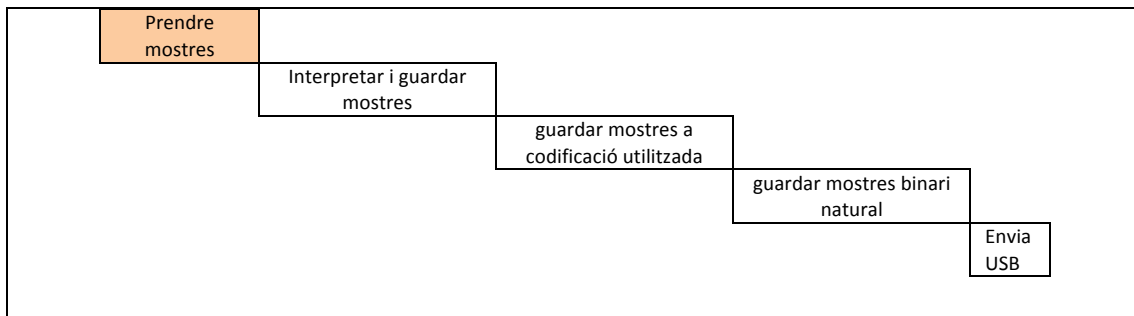 Prendre
mostres
Interpretar i guardar
mostres
guardar mostres a
codificació utilitzada
guardar mostres binari
natural
Envia
USB